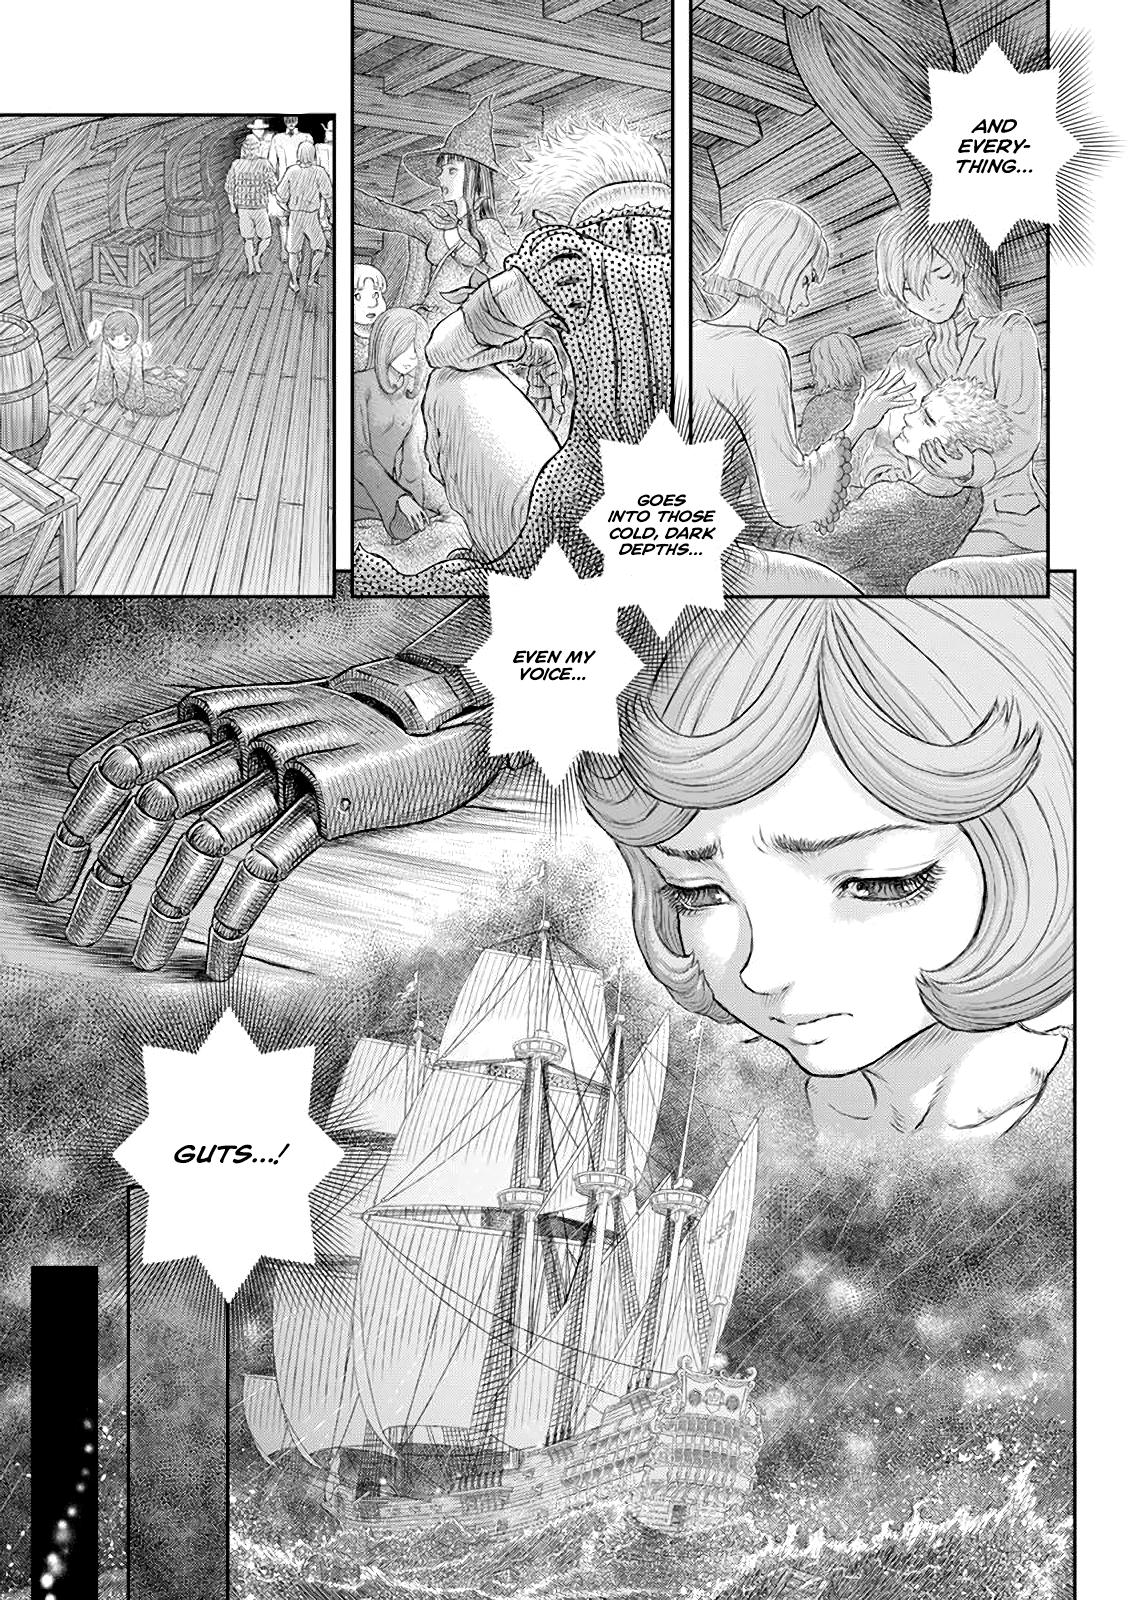 AND
EVERY-
THING...
GOES
INTO THOSE
COLD, DARK
DEPTHS...
EVEN MY
VOICE...
GUTS...!